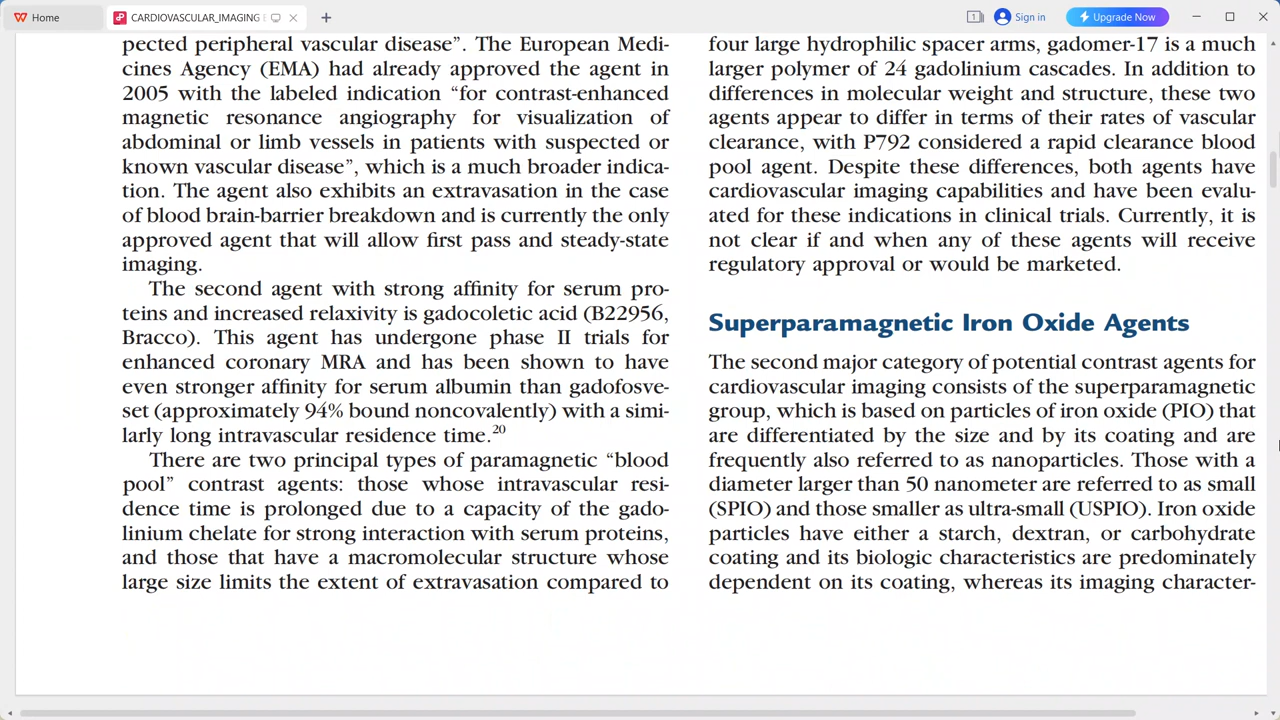 Home
CARDIOVASCULAR_IMAGING
1
Sign in
Upgrade Now
pected peripheral vascular disease”. The European Medi-
cines Agency (EMA) had already approved the agent in
2005 with the labeled indication “for contrast-enhanced
magnetic resonance angiography for visualization of
abdominal or limb vessels in patients with suspected or
known vascular disease”, which is a much broader indica-
tion. The agent also exhibits an extravasation in the case
of blood brain-barrier breakdown and is currently the only
approved agent that will allow first pass and steady-state
imaging.
The second agent with strong affinity for serum pro-
teins and increased relaxivity is gadocoletic acid (B22956,
Bracco). This agent has undergone phase II trials for
enhanced coronary MRA and has been shown to have
even stronger affinity for serum albumin than gadofosve-
set (approximately 94% bound noncovalently) with a simi-
larly long intravascular residence time.20
There are two principal types of paramagnetic “blood
pool” contrast agents: those whose intravascular resi-
dence time is prolonged due to a capacity of the gado-
linium chelate for strong interaction with serum proteins,
and those that have a macromolecular structure whose
large size limits the extent of extravasation compared to
four large hydrophilic spacer arms, gadomer-17 is a much
larger polymer of 24 gadolinium cascades. In addition to
differences in molecular weight and structure, these two
agents appear to differ in terms of their rates of vascular
clearance, with P792 considered a rapid clearance blood
pool agent. Despite these differences, both agents have
cardiovascular imaging capabilities and have been evalu-
ated for these indications in clinical trials. Currently, it is
not clear if and when any of these agents will receive
regulatory approval or would be marketed.
Superparamagnetic Iron Oxide Agents
The second major category of potential contrast agents for
cardiovascular imaging consists of the superparamagnetic
group, which is based on particles of iron oxide (PIO) that
are differentiated by the size and by its coating and are
frequently also referred to as nanoparticles. Those with a
diameter larger than 50 nanometer are referred to as small
(SPIO) and those smaller as ultra-small (USPIO). Iron oxide
particles have either a starch, dextran, or carbohydrate
coating and its biologic characteristics are predominately
dependent on its coating, whereas its imaging character-